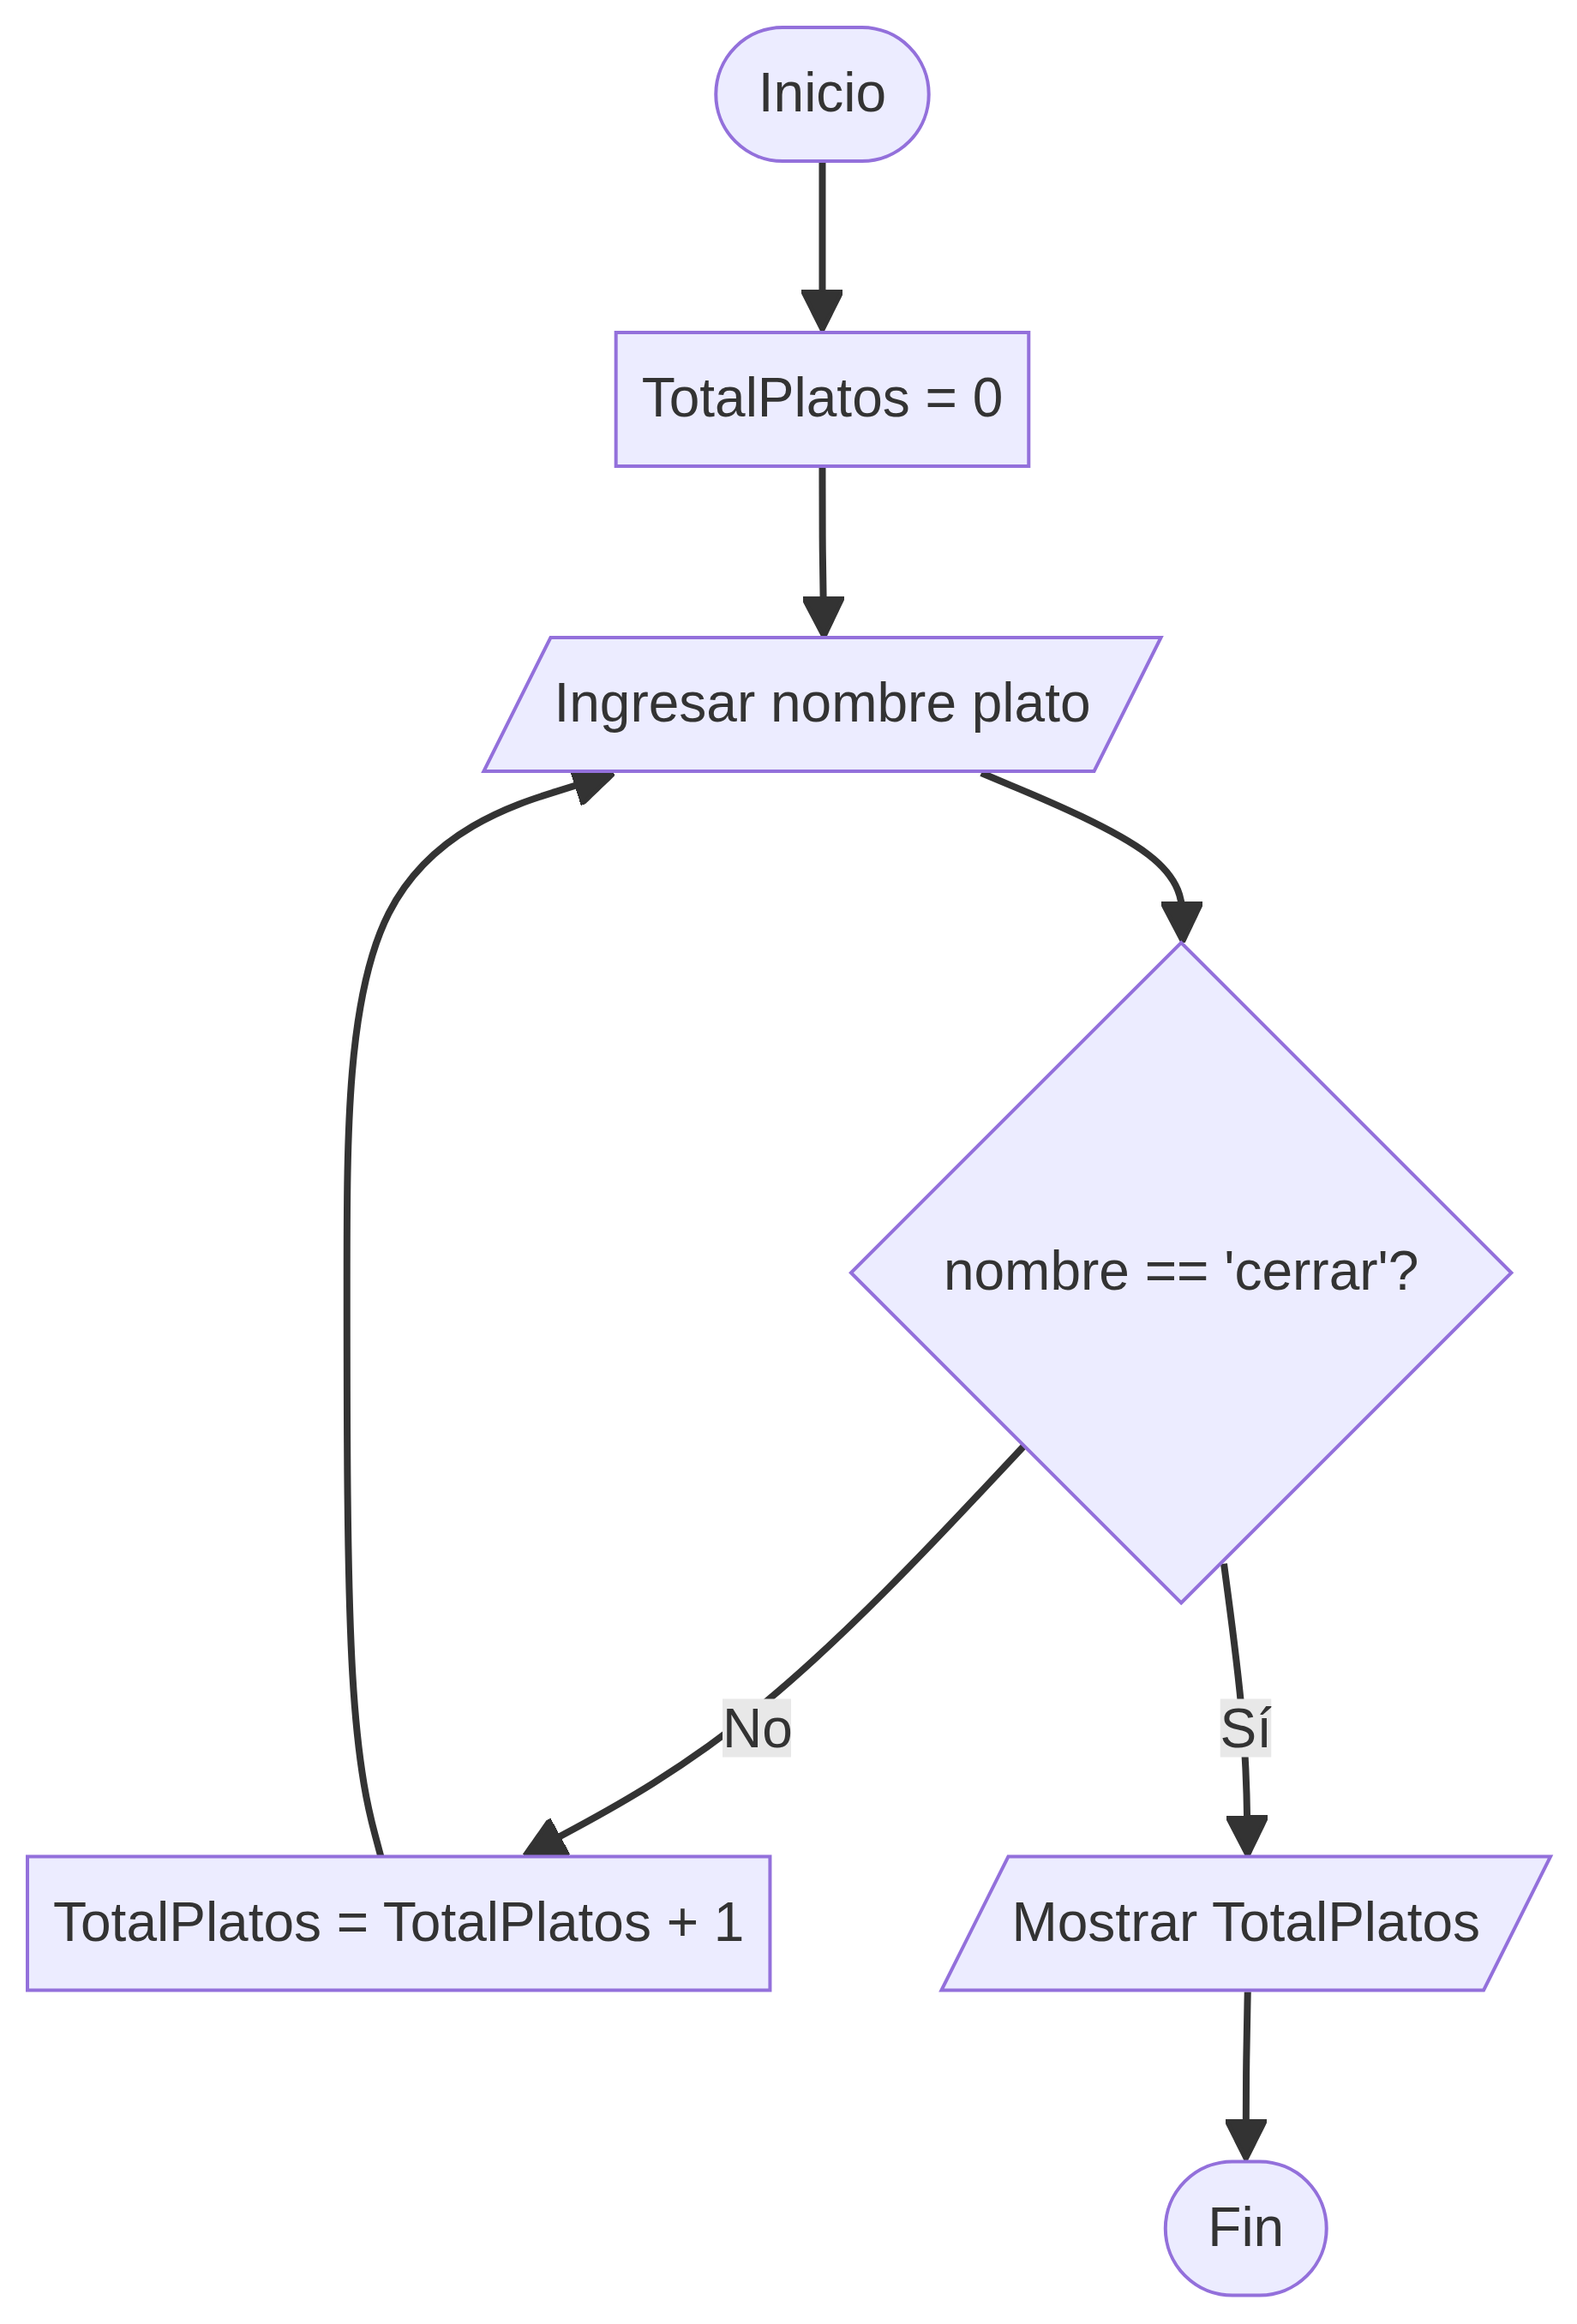 Inicio
TotalPlatos = 0
Ingresar nombre plato
nombre == 'cerrar'?
No
Sí
TotalPlatos = TotalPlatos + 1
Mostrar TotalPlatos
Fin